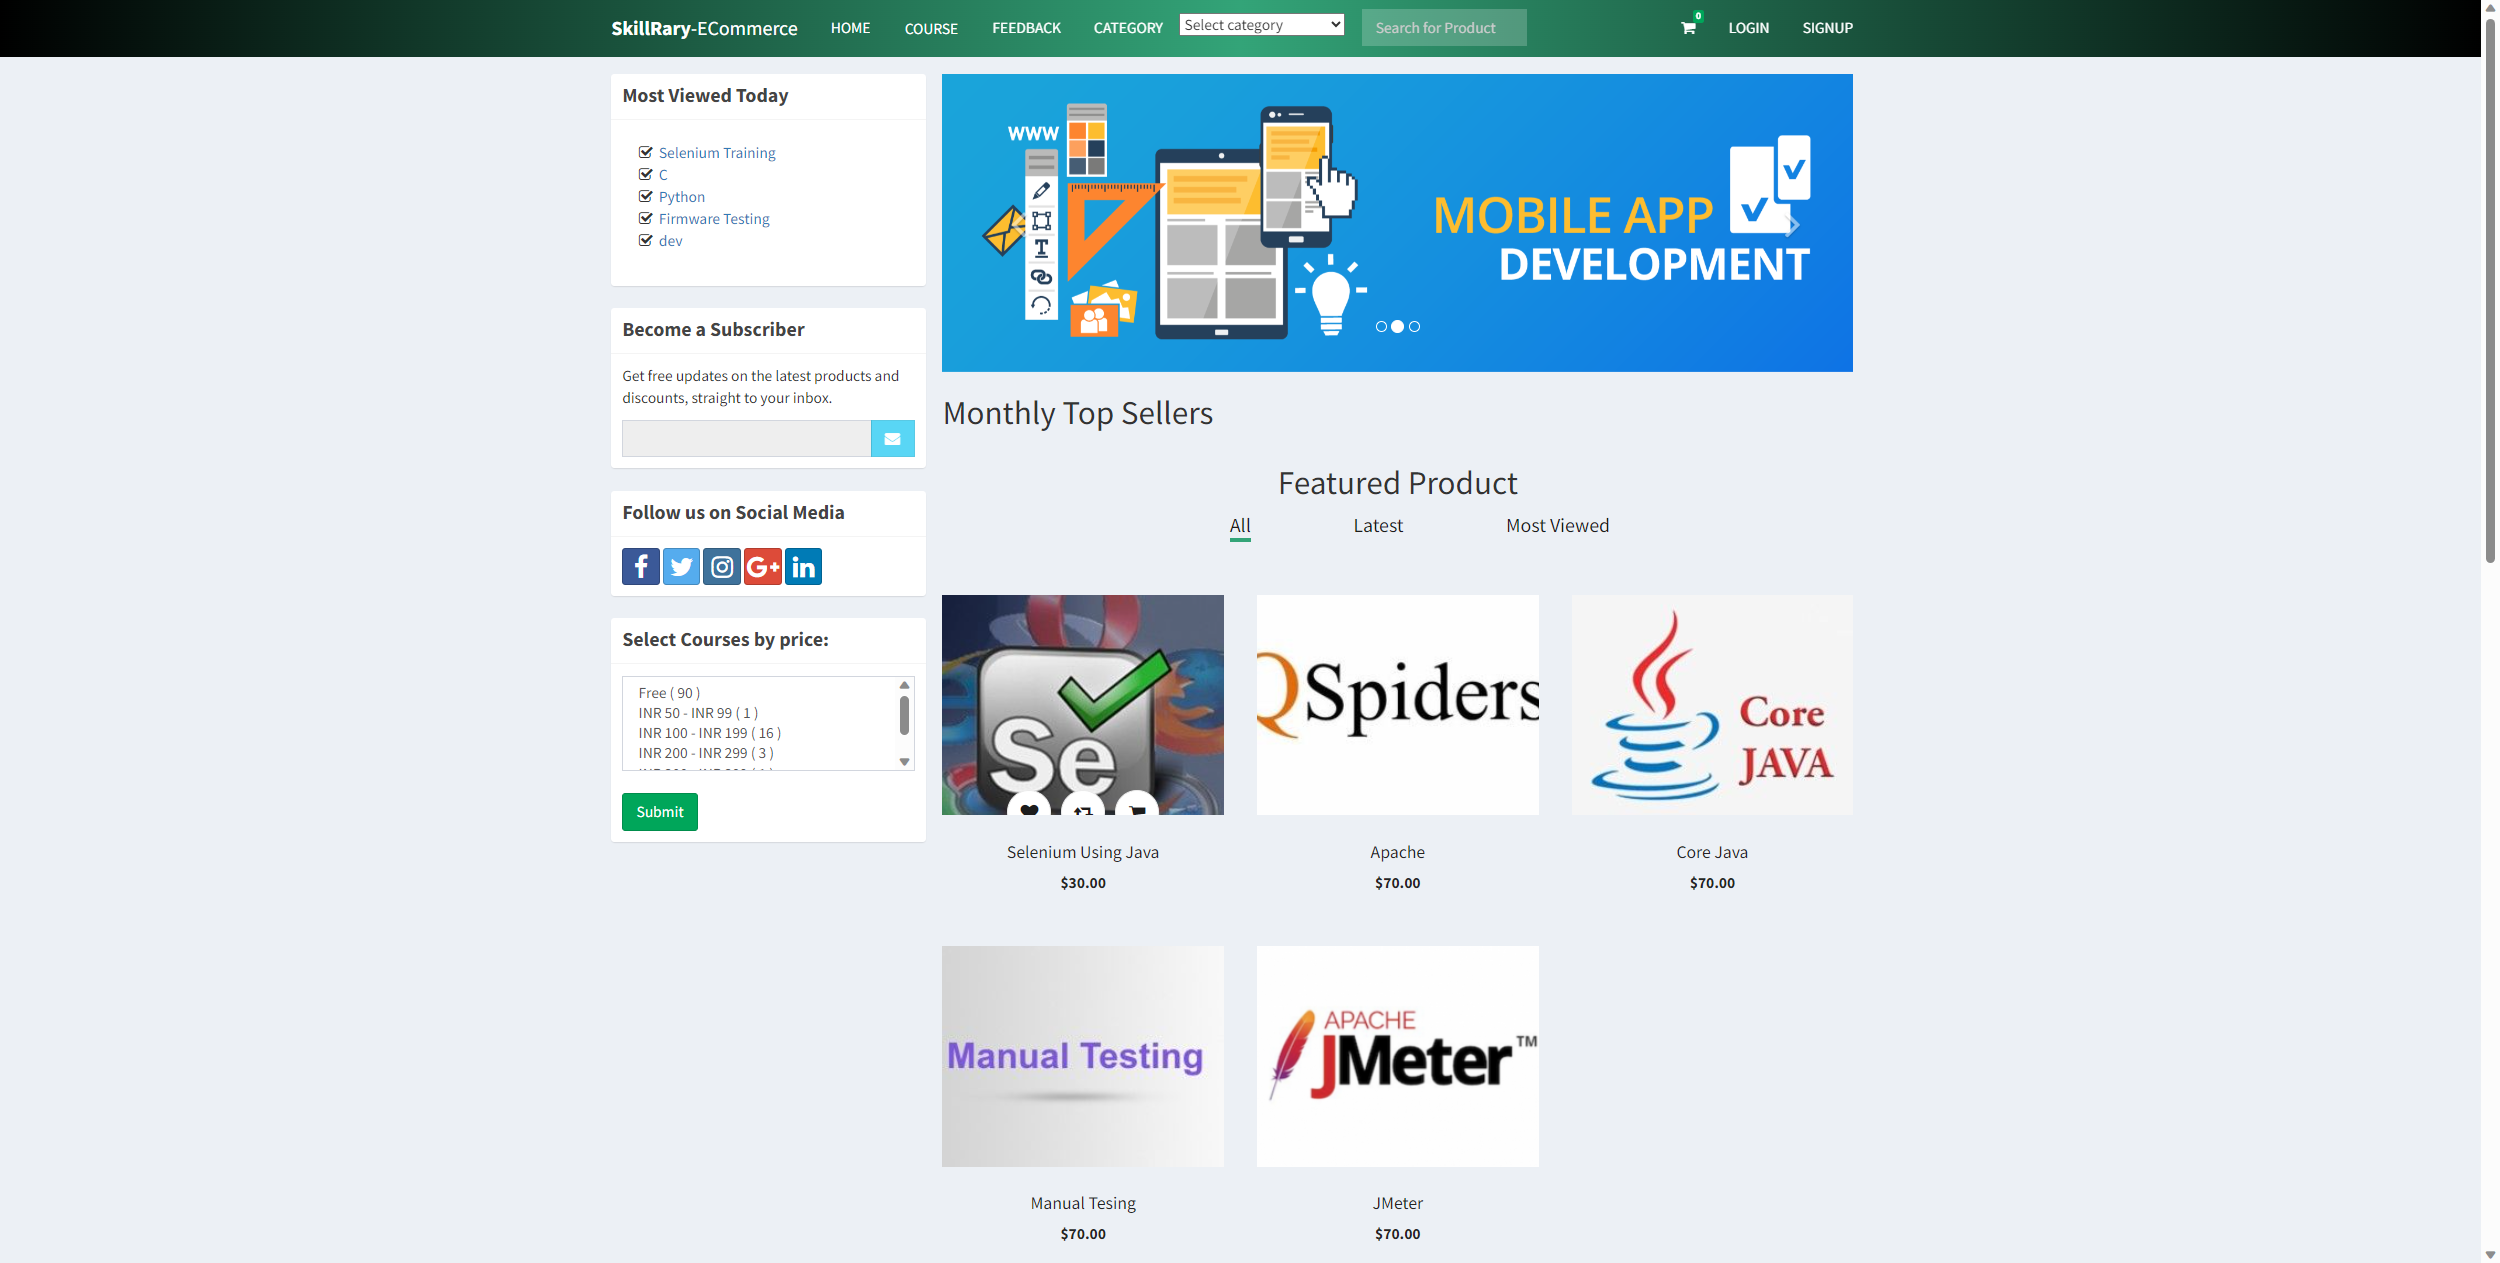 SkillRary-ECommerce HOME COURSE FEEDBACK CATEGORY Select category Search for Product 0 LOGIN SIGNUP
Most Viewed Today
Selenium Training
C
Python
Firmware Testing
dev
Become a Subscriber
Get free updates on the latest products and
discounts, straight to your inbox.
Follow us on Social Media
Select Courses by price:
Free ( 90 )
INR 50 - INR 99 ( 1 )
INR 100 - INR 199 ( 16 )
INR 200 - INR 299 ( 3 )
Submit
WWW
T
MOBILE APP
DEVELOPMENT
Monthly Top Sellers
Featured Product
All Latest Most Viewed
Se
QSpiders
Core
JAVA
Selenium Using Java Apache Core Java
$30.00 $70.00 $70.00
Manual Testing
APACHE
JMeter™
Manual Tesing JMeter
$70.00 $70.00